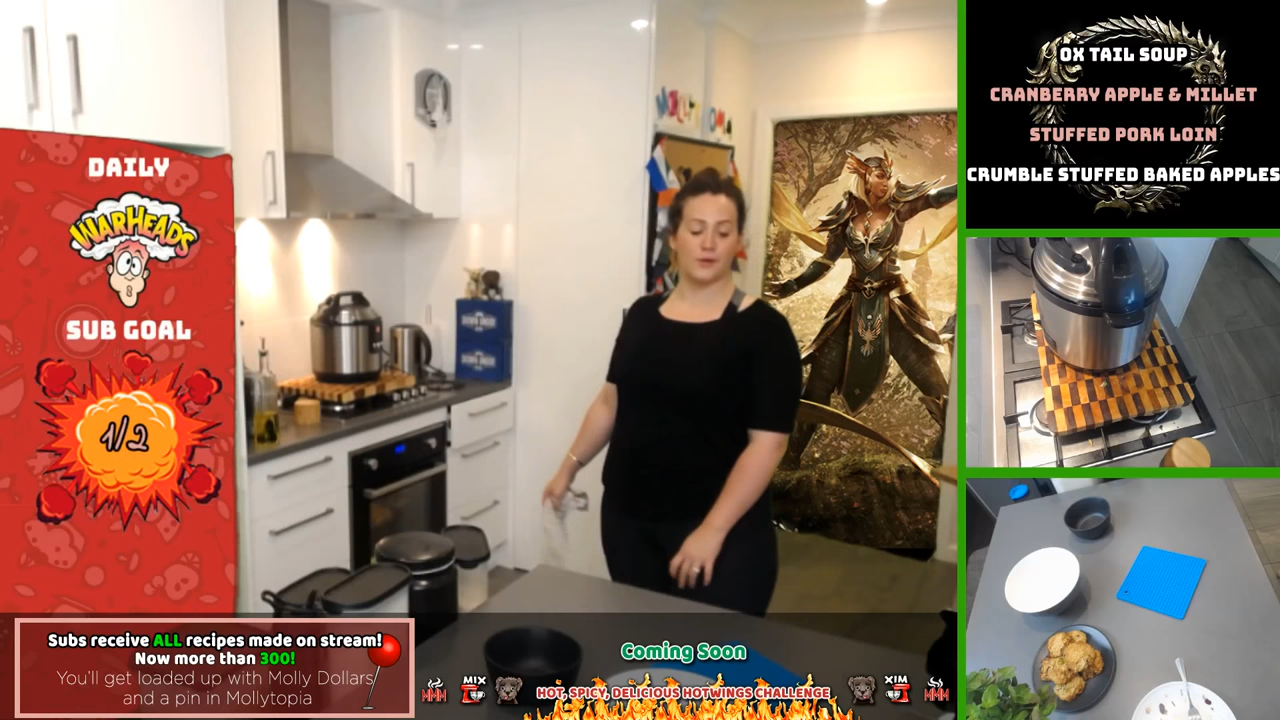 DAILY
WARHEADS
SUB GOAL
1/2
OX TAIL SOUP
CRANBERRY APPLE & MILLET
STUFFED PORK LOIN
CRUMBLE STUFFED BAKED APPLES
Subs receive ALL recipes made on stream!
Now more than 300!
You'll get loaded up with Molly Dollars
and a pin in Mollytopia
Coming Soon
MIX
HOT, SPICY, DELICIOUS HOTWINGS CHALLENGE
XIM